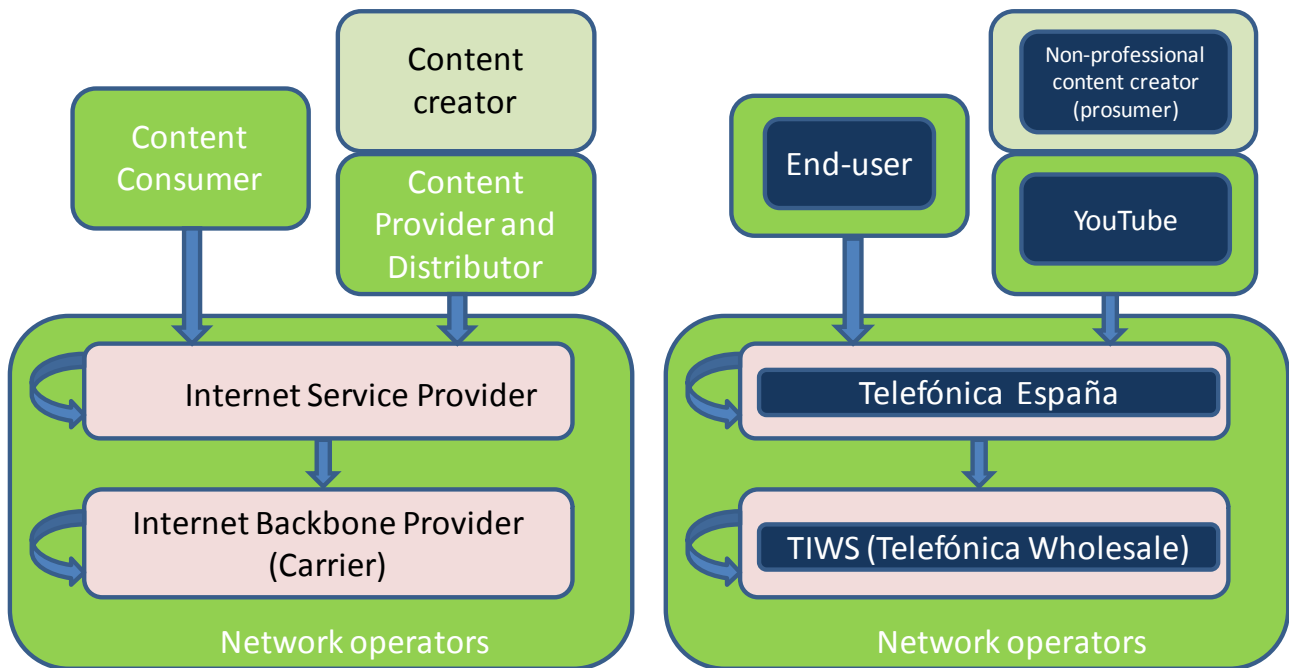 Content
creator
Content
Consumer
Content
Provider and
Distributor
Internet Service Provider
Internet Backbone Provider
(Carrier)
Network operators
Non-professional
content creator
(prosumer)
End-user
YouTube
Telefónica España
TIWS (Telefónica Wholesale)
Network operators